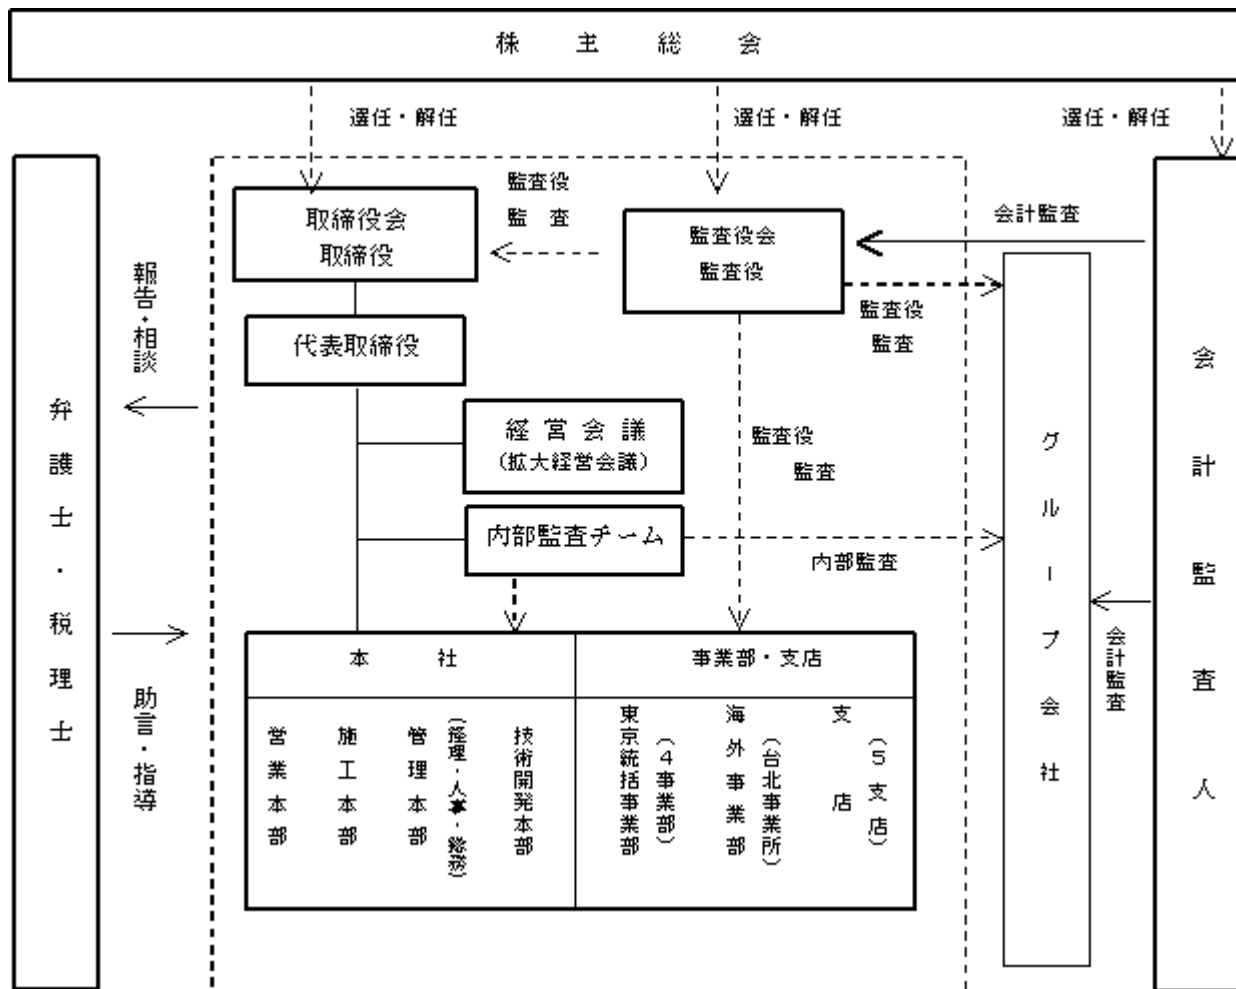 株主総会
選任・解任
選任・解任
選任・解任
監査役
監査
取締役会
取締役
監査役会
監査役
会計監査
監査役
監査
報告・相談
代表取締役
弁護士・税理士
経営会議
(拡大経営会議)
監査役
監査
グループ会社
会計監査人
内部監査チーム
内部監査
会計監査
助言・指導
本社
事業部・支店
営業本部
施工本部
管理本部
(経理・人事・総務)
技術開発本部
東京統括事業部
(4事業部)
海外事業部
(台北事業所)
支店
(5支店)